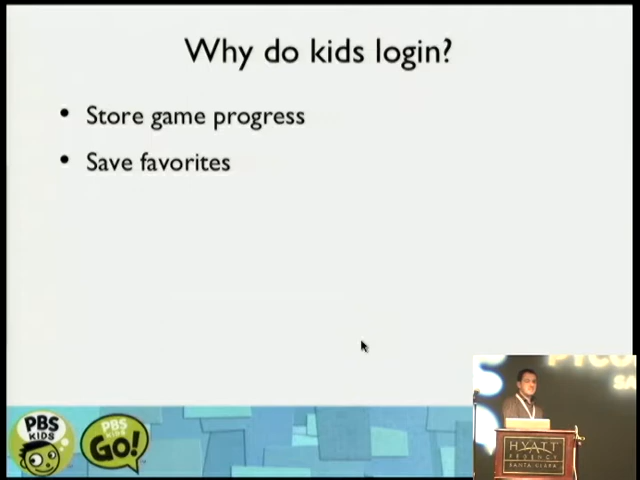 Why do kids login?
• Store game progress
• Save favorites
PBS
KIDS
PBS
KIDS
GO!
HYATT
REGENCY
SANTA CLARA